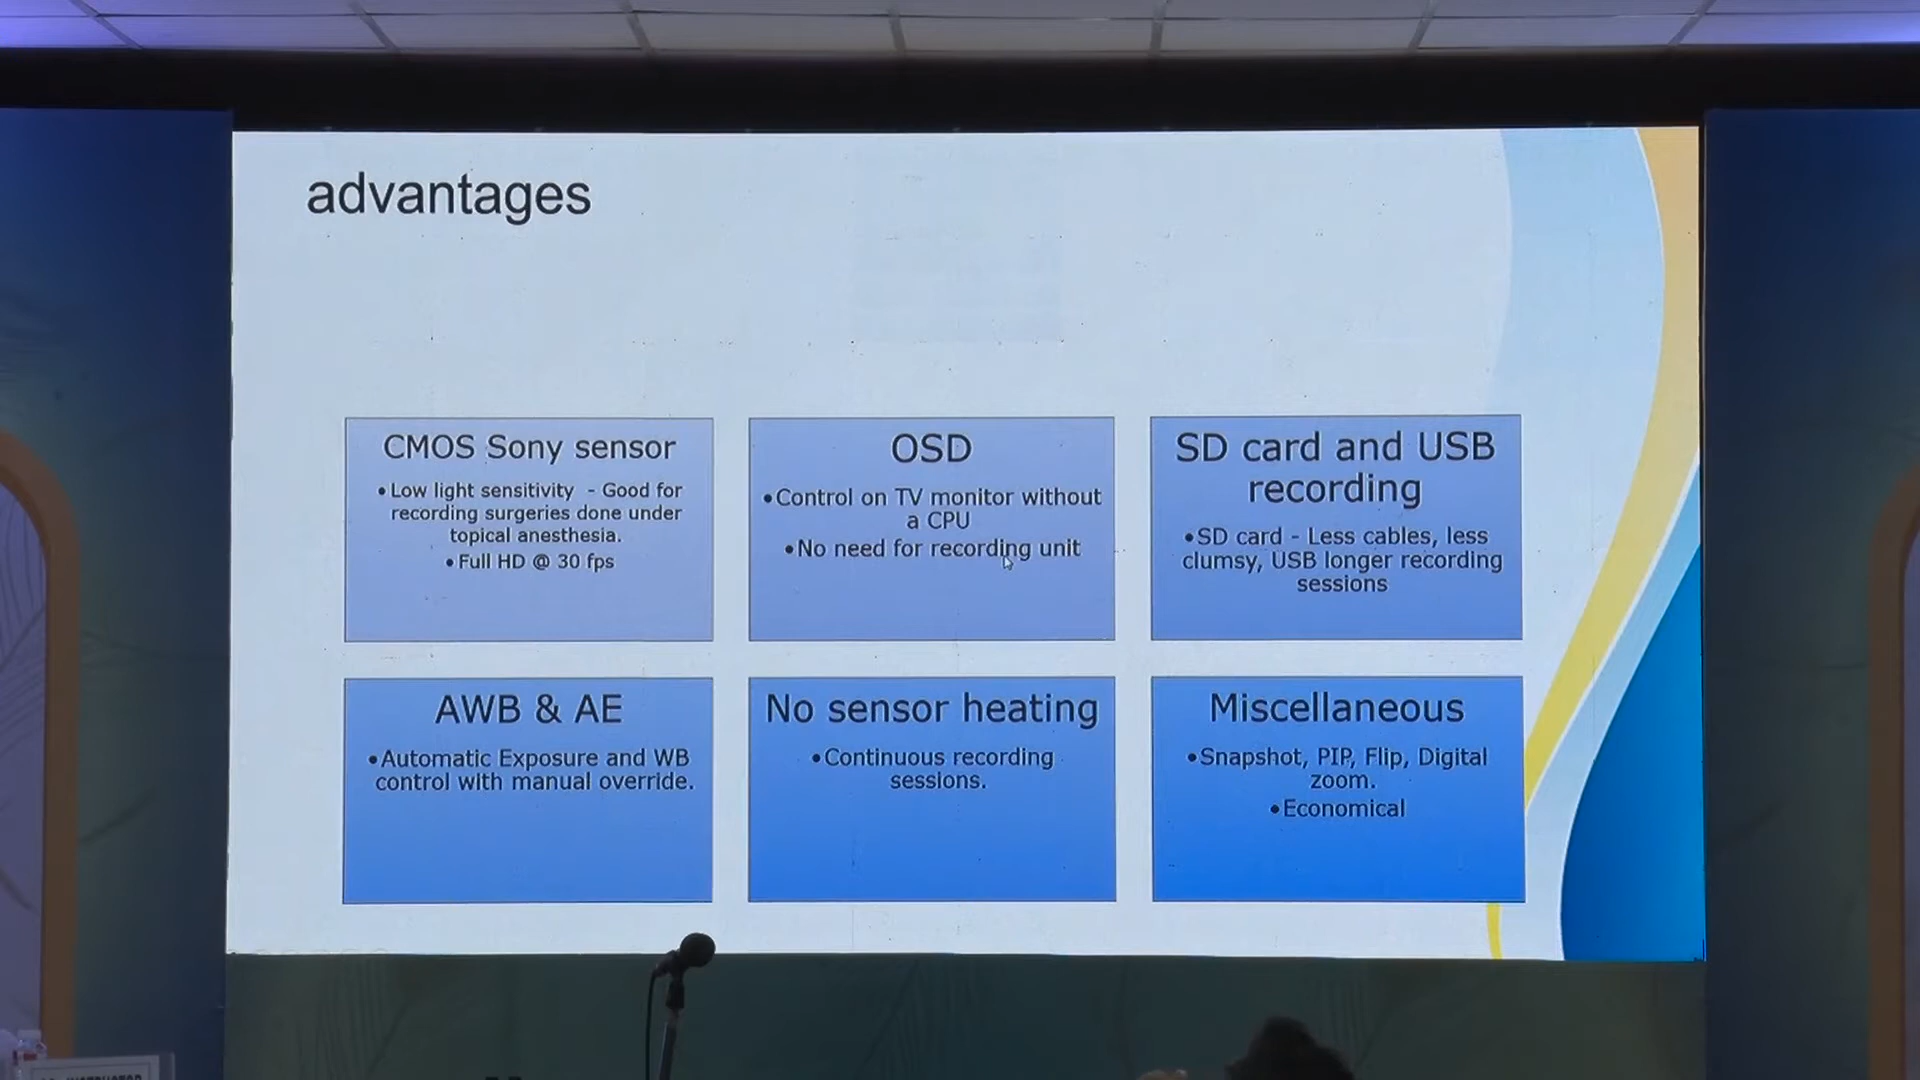 advantages
CMOS Sony sensor
•Low light sensitivity - Good for
recording surgeries done under
topical anesthesia.
•Full HD @ 30 fps
OSD
•Control on TV monitor without
a CPU
•No need for recording unit
SD card and USB
recording
•SD card - Less cables, less
clumsy, USB longer recording
sessions
AWB & AE
•Automatic Exposure and WB
control with manual override.
No sensor heating
•Continuous recording
sessions.
Miscellaneous
•Snapshot, PIP, Flip, Digital
zoom.
•Economical